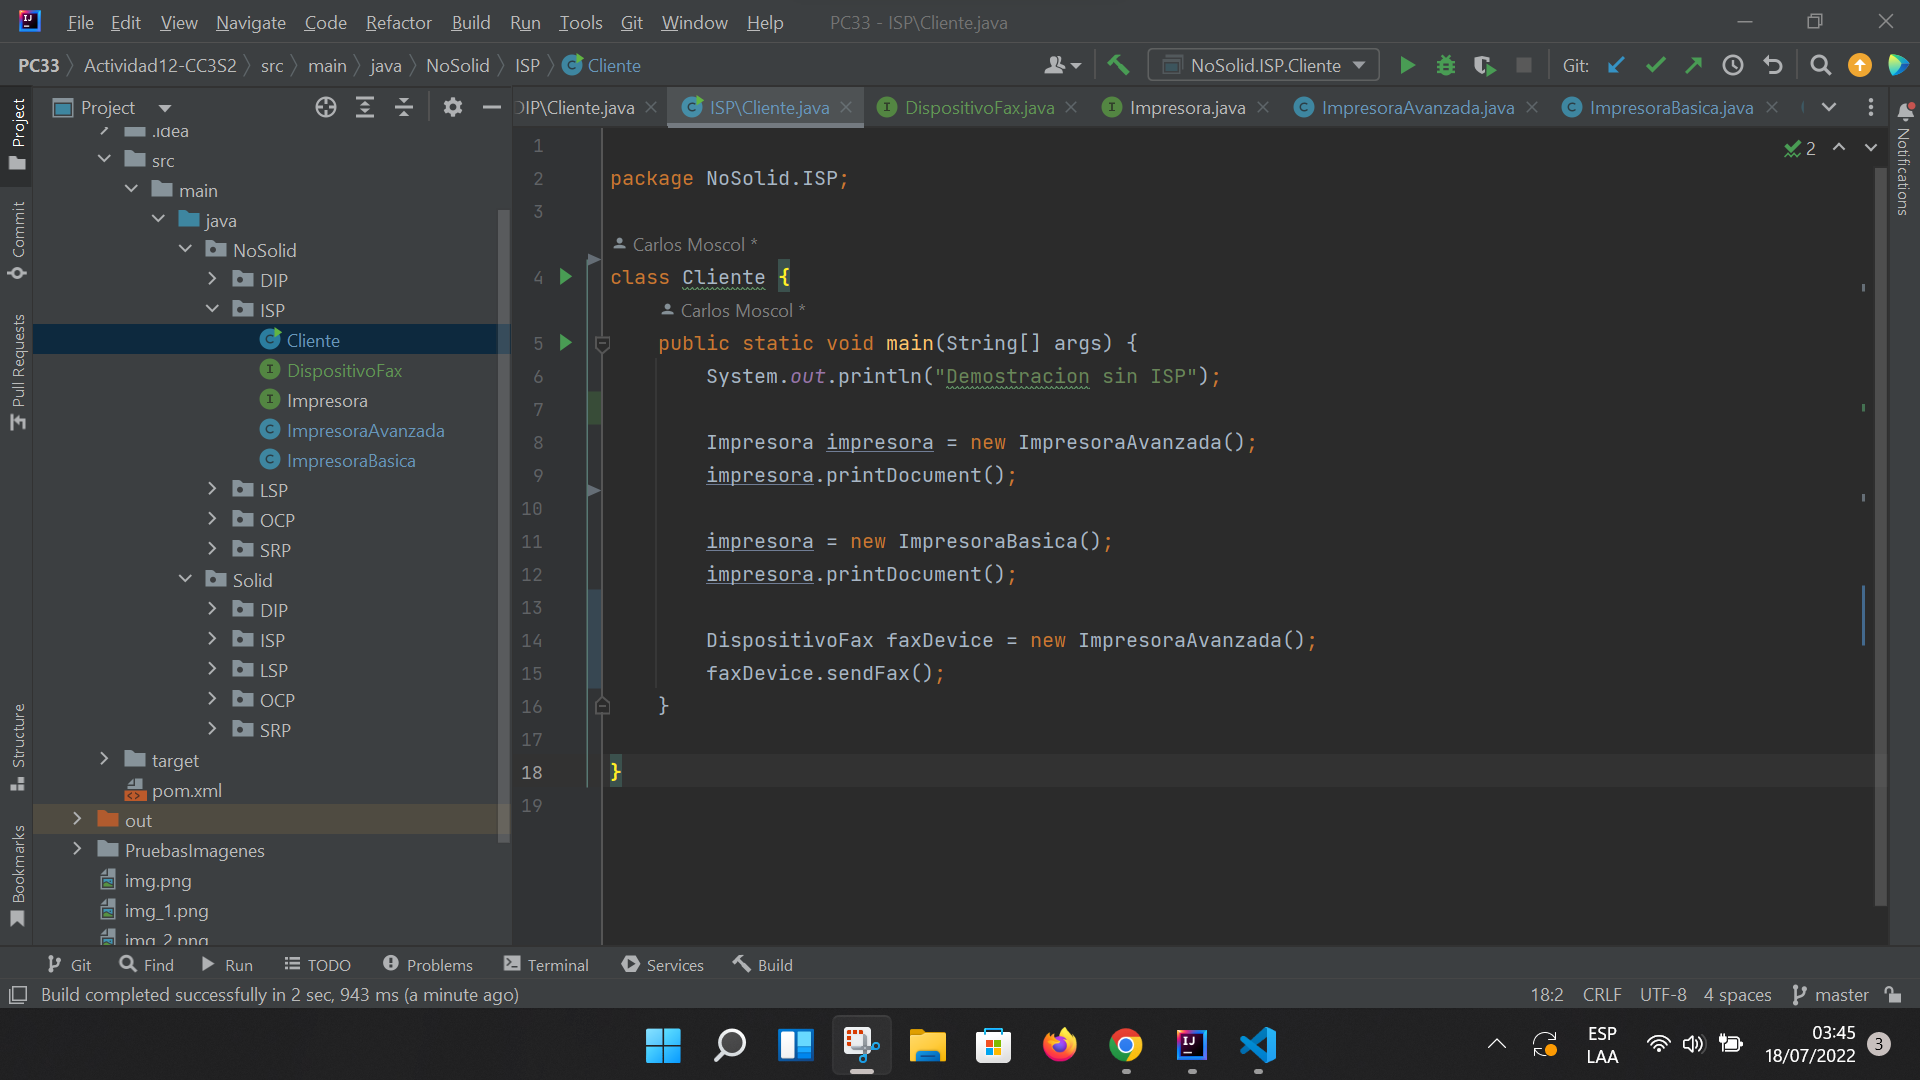 File Edit View Navigate Code Refactor Build Run Tools Git Window Help PC33 - ISP\Cliente.java
PC33 Actividad12-CC3S2 src main java NoSolid ISP Cliente NoSolid.ISP.Cliente Git:
Project DIP\Cliente.java ISP\Cliente.java DispositivoFax.java Impresora.java ImpresoraAvanzada.java ImpresoraBasica.java
Project
Commit
Pull Requests
Structure
Bookmarks
Notifications
.idea
src
main
java
NoSolid
DIP
ISP
Cliente
DispositivoFax
Impresora
ImpresoraAvanzada
ImpresoraBasica
LSP
OCP
SRP
Solid
DIP
ISP
LSP
OCP
SRP
target
pom.xml
out
PruebasImagenes
img.png
img_1.png
img_2.png
2
1
2 package NoSolid.ISP;
3
Carlos Moscol *
4 class Cliente {
Carlos Moscol *
5 public static void main(String[] args) {
6 System.out.println("Demostracion sin ISP");
7
8 Impresora impresora = new ImpresoraAvanzada();
9 impresora.printDocument();
10
11 impresora = new ImpresoraBasica();
12 impresora.printDocument();
13
14 DispositivoFax faxDevice = new ImpresoraAvanzada();
15 faxDevice.sendFax();
16 }
17
18 }
19
Git Find Run TODO Problems Terminal Services Build
Build completed successfully in 2 sec, 943 ms (a minute ago) 18:2 CRLF UTF-8 4 spaces master
ESP
LAA
03:45
18/07/2022
3